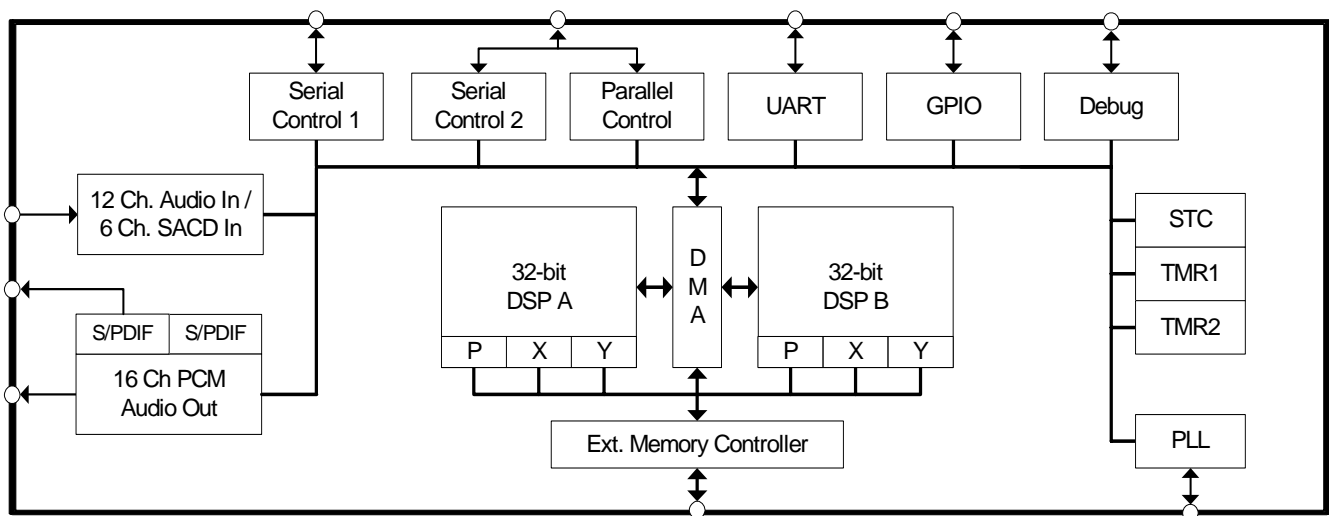 Serial
Control 1
Serial
Control 2
Parallel
Control
UART
GPIO
Debug
12 Ch. Audio In /
6 Ch. SACD In
S/PDIF
S/PDIF
16 Ch PCM
Audio Out
32-bit
DSP A
P
X
Y
D
M
A
32-bit
DSP B
P
X
Y
Ext. Memory Controller
STC
TMR1
TMR2
PLL